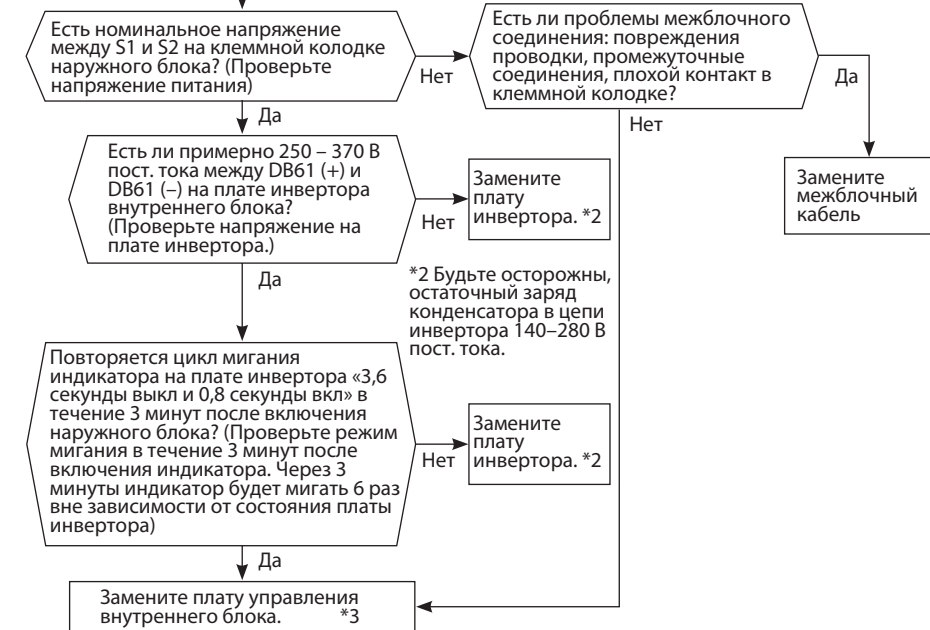 Есть номинальное напряжение
между S1 и S2 на клеммной колодке
наружного блока? (Проверьте
напряжение питания)
Нет
Есть ли проблемы межблочного
соединения: повреждения
проводки, промежуточные
соединения, плохой контакт в
клеммной колодке?
Да
Да
Нет
Есть ли примерно 250 – 370 В
пост. тока между DB61 (+) и
DB61 (–) на плате инвертора
внутреннего блока?
(Проверьте напряжение на
плате инвертора.)
Нет
Замените
плату
инвертора. *2
Замените
межблочный
кабель
Да
*2 Будьте осторожны,
остаточный заряд
конденсатора в цепи
инвертора 140–280 В
пост. тока.
Повторяется цикл мигания
индикатора на плате инвертора «3,6
секунды выкл и 0,8 секунды вкл» в
течение 3 минут после включения
наружного блока? (Проверьте режим
мигания в течение 3 минут после
включения индикатора. Через 3
минуты индикатор будет мигать 6 раз
вне зависимости от состояния платы
инвертора)
Нет
Замените
плату
инвертора. *2
Да
Замените плату управления
внутреннего блока. *3